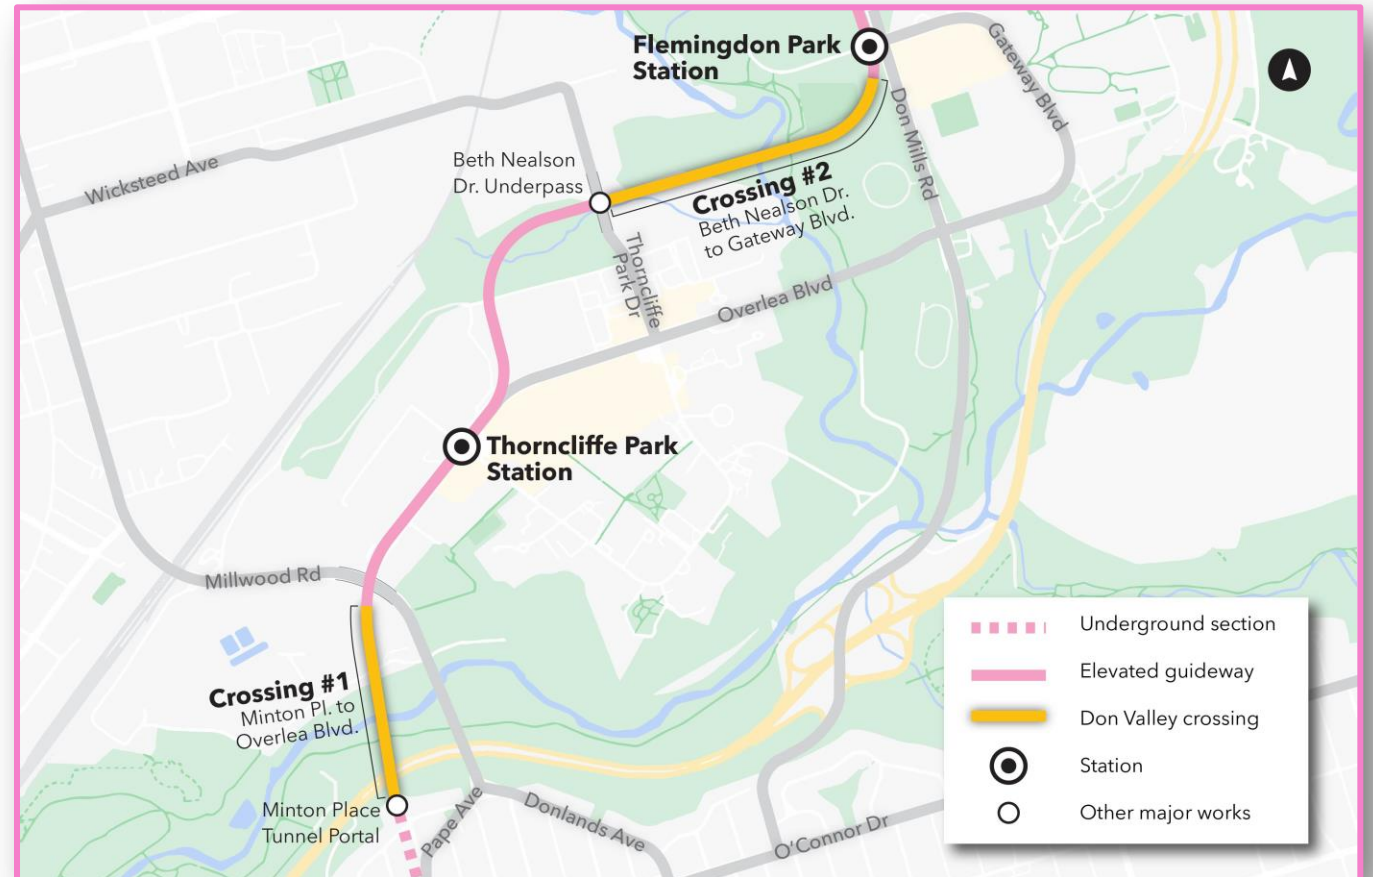 Flemingdon Park
Station
Gateway Blvd
Don Mills Rd
Wicksteed Ave
Beth Nealson
Dr. Underpass
Crossing #2
Beth Nealson Dr.
to Gateway Blvd.
Thorncliffe
Park Dr
Overlea Blvd
Thorncliffe Park
Station
Millwood Rd
Crossing #1
Minton Pl. to
Overlea Blvd.
Minton Place
Tunnel Portal
Pape Ave
Donlands Ave
O'Connor Dr
Underground section
Elevated guideway
Don Valley crossing
Station
Other major works